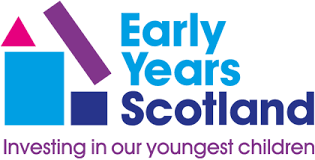 Early
Years
Scotland
Investing in our youngest children